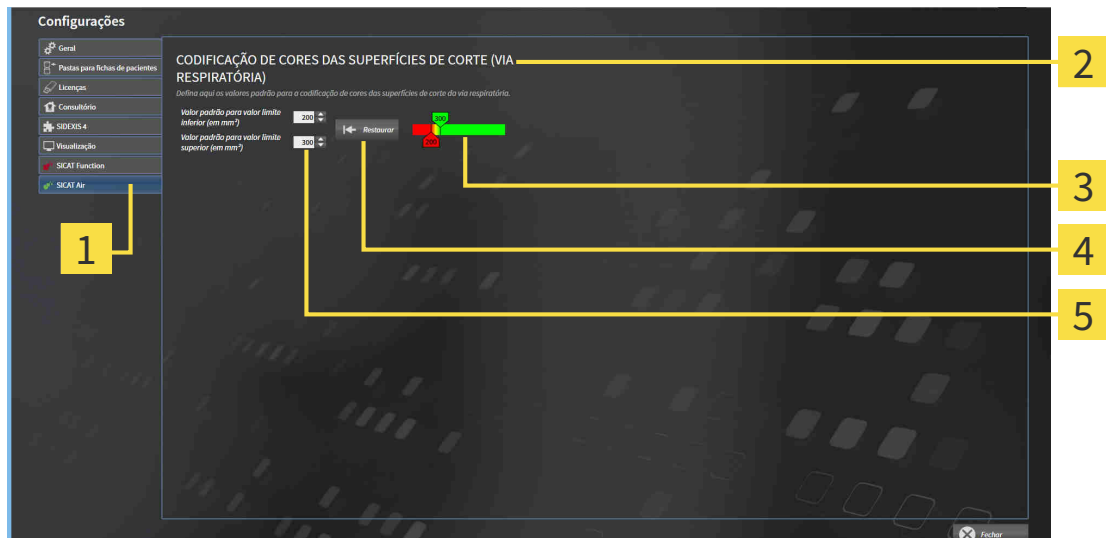 Configurações
Geral
Pastas para fichas de pacientes
Licenças
Consultório
SIDEXIS 4
Visualização
SICAT Function
SICAT Air
CODIFICAÇÃO DE CORES DAS SUPERFÍCIES DE CORTE (VIA
RESPIRATÓRIA)
Defina aqui os valores padrão para a codificação de cores das superfícies de corte da via respiratória.
Valor padrão para valor limite
inferior (em mm²)
200
Valor padrão para valor limite
superior (em mm²)
300
Restaurar
300
200
Fechar
1
2
3
4
5